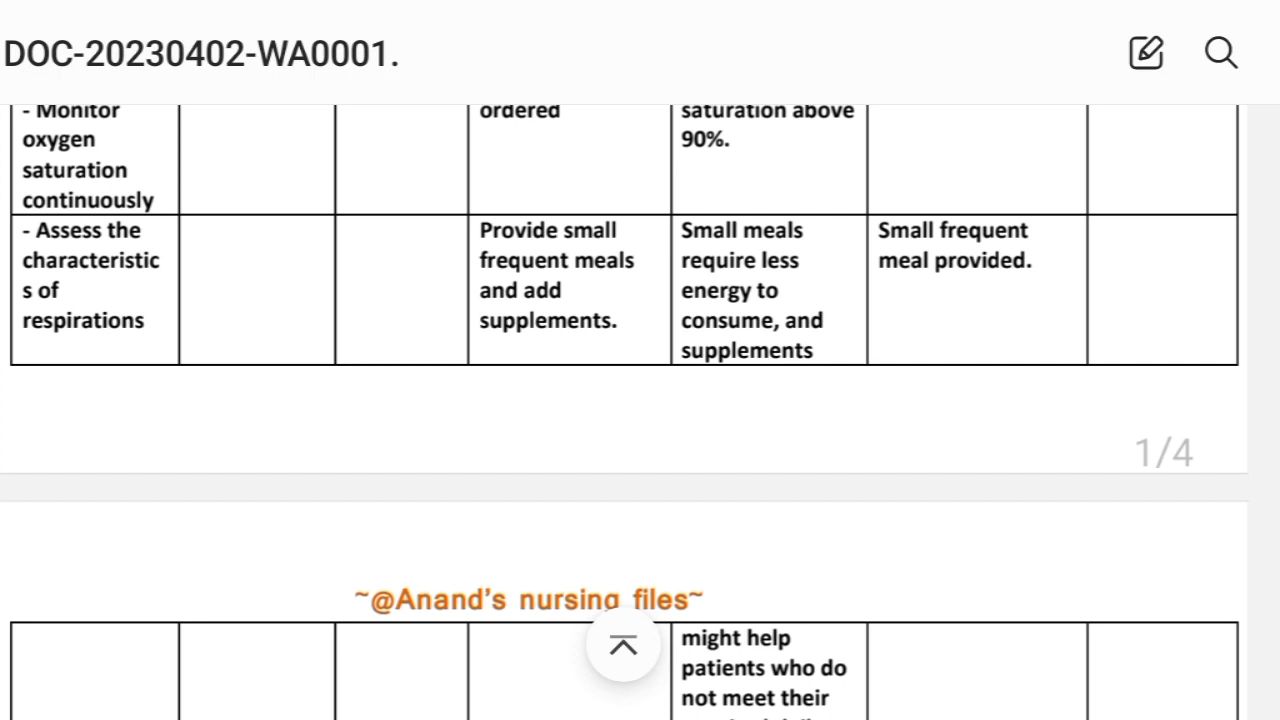 DOC-20230402-WA0001.
- Monitor
oxygen
saturation
continuously
ordered
saturation above
90%.
- Assess the
characteristic
s of
respirations
Provide small
frequent meals
and add
supplements.
Small meals
require less
energy to
consume, and
supplements
Small frequent
meal provided.
1/4
~@Anand's nursing files~
might help
patients who do
not meet their